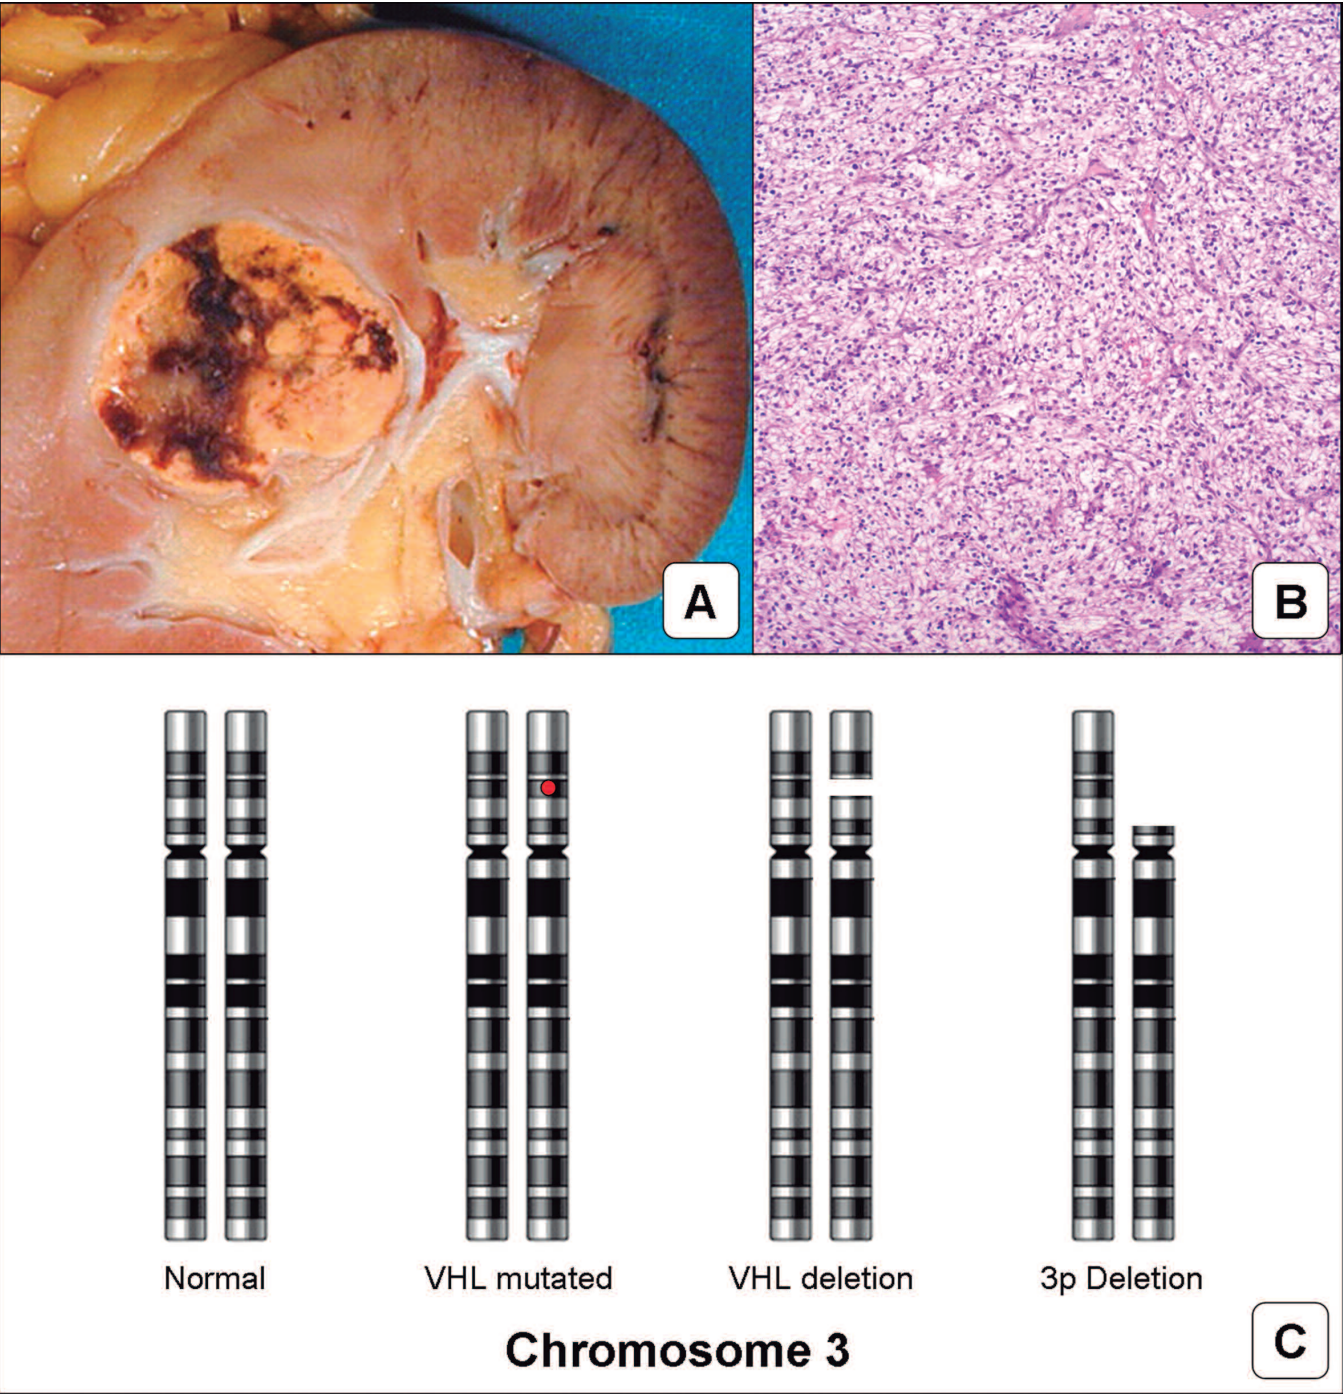 A
B
Normal
VHL mutated
VHL deletion
3p Deletion
Chromosome 3
C